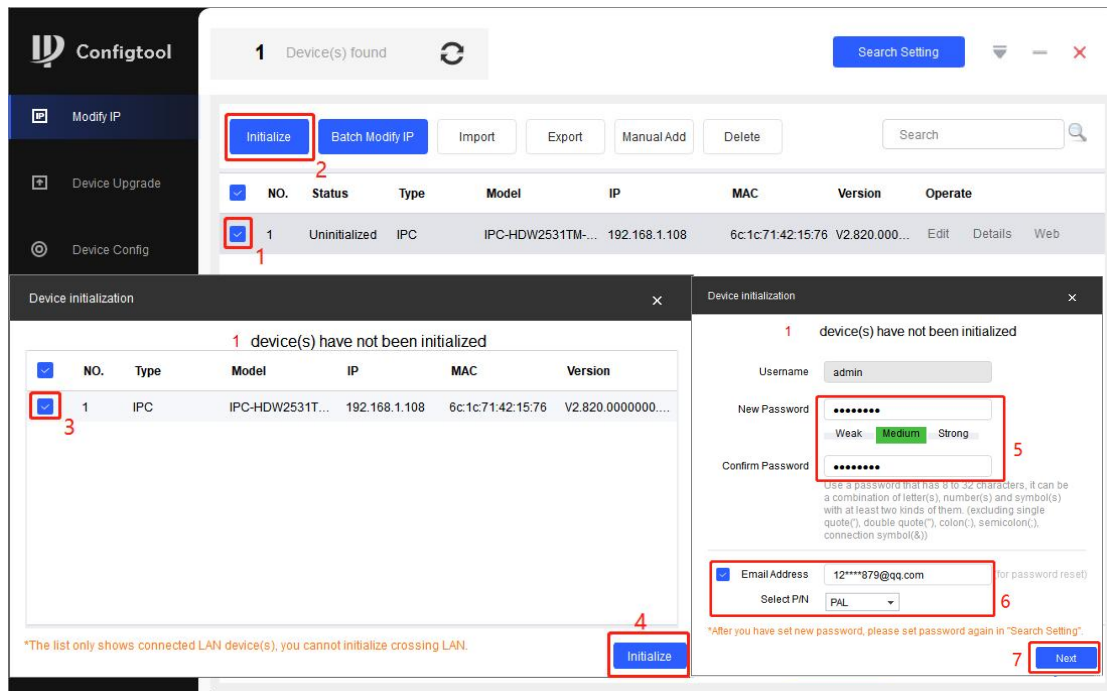 Configtool
1 Device(s) found
Search Setting
Modify IP
Device Upgrade
Device Config
Initialize Batch Modify IP Import Export Manual Add Delete Search
2
NO. Status Type Model IP MAC Version Operate
1 Uninitialized IPC IPC-HDW2531TM-... 192.168.1.108 6c:1c:71:42:15:76 V2.820.000... Edit Details Web
1
Device initialization
1 device(s) have not been initialized
NO. Type Model IP MAC Version
1 IPC IPC-HDW2531T... 192.168.1.108 6c:1c:71:42:15:76 V2.820.0000000....
3
4
*The list only shows connected LAN device(s), you cannot initialize crossing LAN.
Initialize
Device initialization
1 device(s) have not been initialized
Username admin
New Password ••••••••
Weak Medium Strong
5
Confirm Password ••••••••
Use a password that has 8 to 32 characters, it can be
a combination of letter(s), number(s) and symbol(s)
with at least two kinds of them. (excluding single
quote('), double quote("), colon(:), semicolon(;),
connection symbol(&))
Email Address 12****879@qq.com (for password reset)
Select P/N PAL
6
*After you have set new password, please set password again in "Search Setting".
7 Next